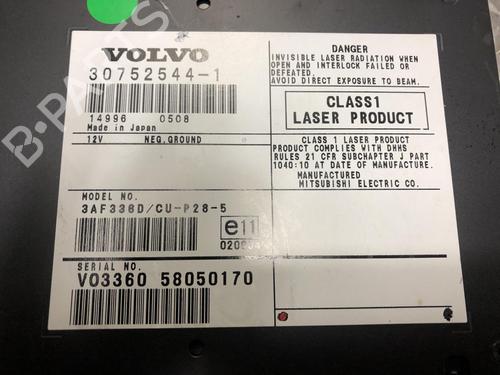 VOLVO
30752544-1
14996 0508
Made in Japan
12V NEG.GROUND
MODEL NO.
3AF336D/CU-P28-5
e11
SERIAL NO.
VO3360 58050170
DANGER
INVISIBLE LASER RADIATION WHEN
OPEN AND INTERLOCK FAILED OR
DEFEATED.
AVOID DIRECT EXPOSURE TO BEAM.
CLASS1
LASER PRODUCT
CLASS 1 LASER PRODUCT
PRODUCT COMPLIES WITH DHHS
RULES 21 CFR SUBCHAPTER J PART
1040:10 AT DATE OF MANUFACTURE.
MANUFACTURED
MITSUBISHI ELECTRIC CO.
B-PARTS